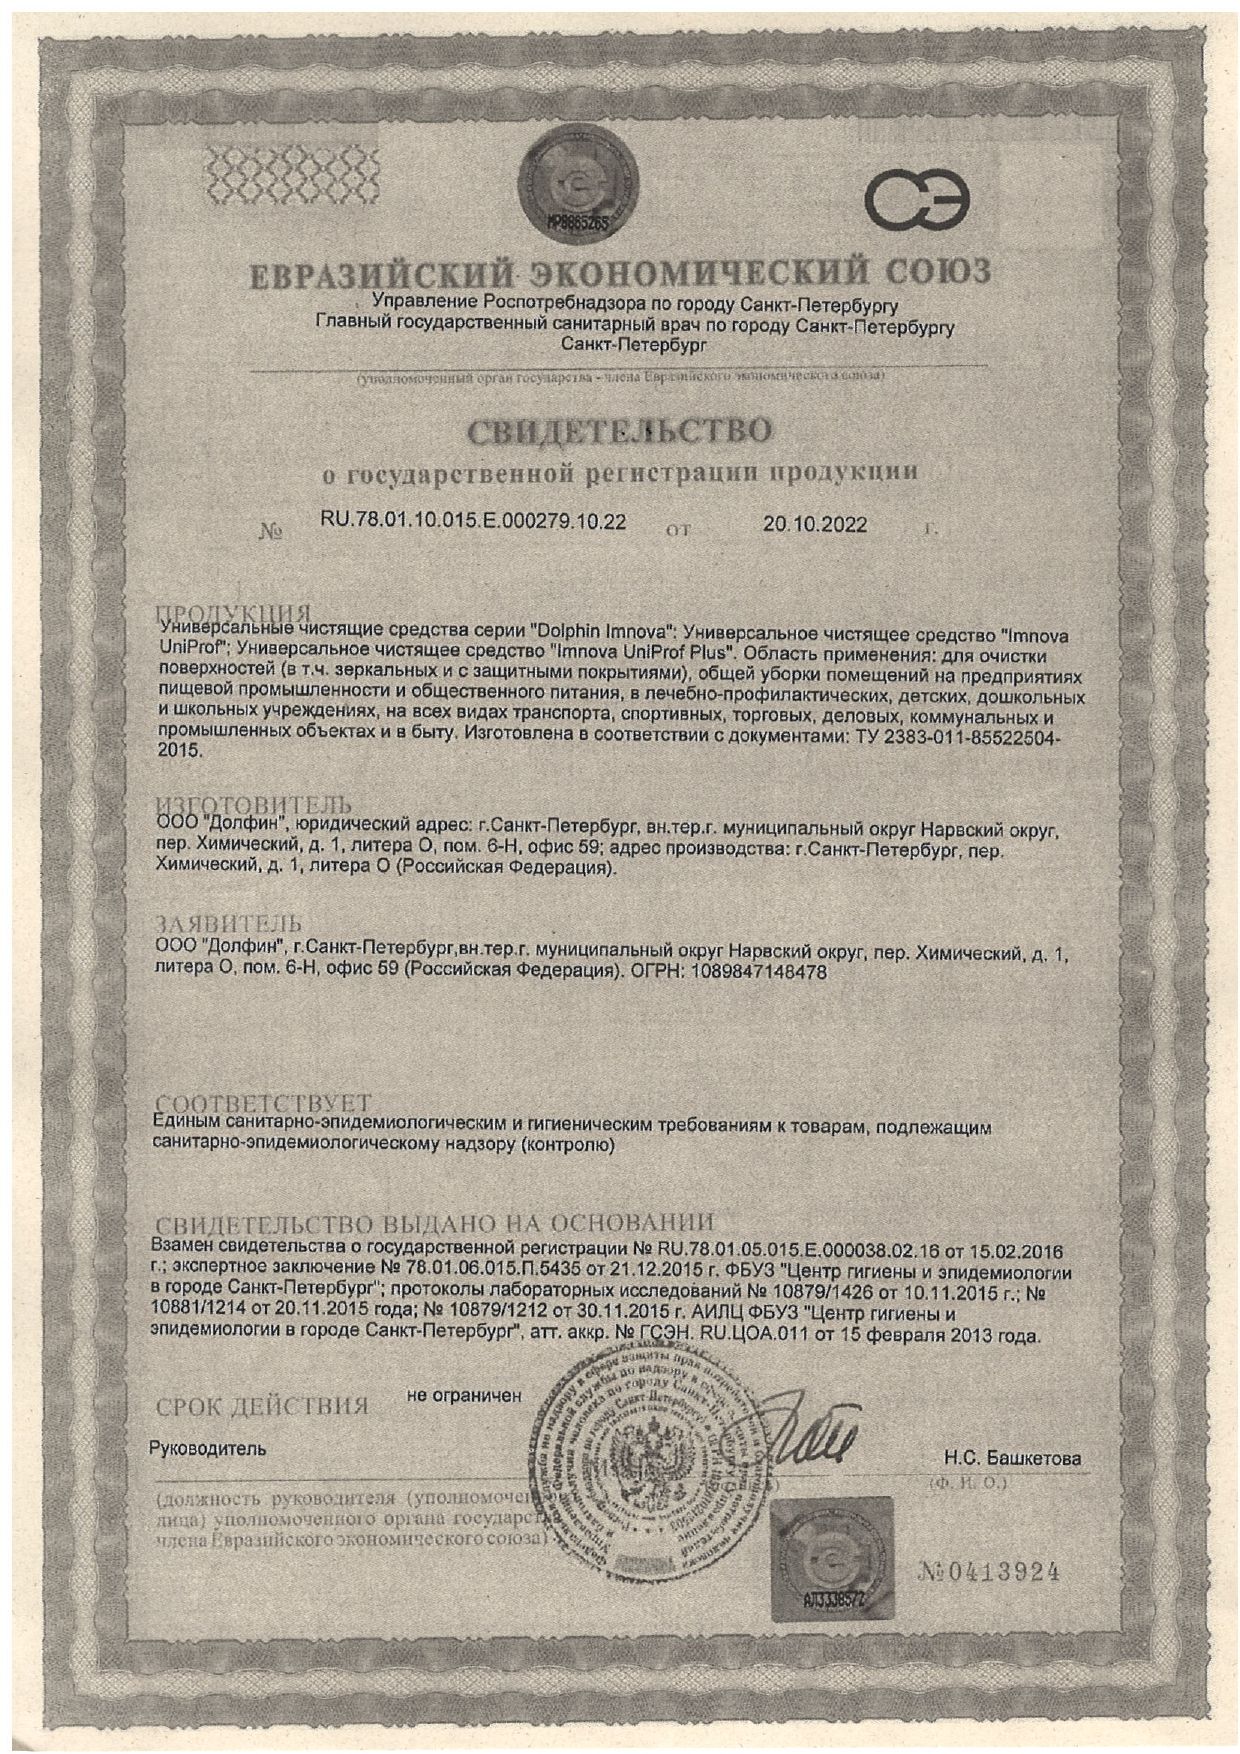 МР8865265
СЭ
ЕВРАЗИЙСКИЙ ЭКОНОМИЧЕСКИЙ СОЮЗ
Управление Роспотребнадзора по городу Санкт-Петербургу
Главный государственный санитарный врач по городу Санкт-Петербургу
Санкт-Петербург
(уполномоченный орган государства - члена Евразийского экономического союза)
СВИДЕТЕЛЬСТВО
о государственной регистрации продукции
№ RU.78.01.10.015.Е.000279.10.22 от 20.10.2022 г.
ПРОДУКЦИЯ
Универсальные чистящие средства серии "Dolphin Imnova": Универсальное чистящее средство "Imnova
UniProf"; Универсальное чистящее средство "Imnova UniProf Plus". Область применения: для очистки
поверхностей (в т.ч. зеркальных и с защитными покрытиями), общей уборки помещений на предприятиях
пищевой промышленности и общественного питания, в лечебно-профилактических, детских, дошкольных
и школьных учреждениях, на всех видах транспорта, спортивных, торговых, деловых, коммунальных и
промышленных объектах и в быту. Изготовлена в соответствии с документами: ТУ 2383-011-85522504-
2015.
ИЗГОТОВИТЕЛЬ
ООО "Долфин", юридический адрес: г.Санкт-Петербург, вн.тер.г. муниципальный округ Нарвский округ,
пер. Химический, д. 1, литера О, пом. 6-Н, офис 59; адрес производства: г.Санкт-Петербург, пер.
Химический, д. 1, литера О (Российская Федерация).
ЗАЯВИТЕЛЬ
ООО "Долфин", г.Санкт-Петербург,вн.тер.г. муниципальный округ Нарвский округ, пер. Химический, д. 1,
литера О, пом. 6-Н, офис 59 (Российская Федерация). ОГРН: 1089847148478
СООТВЕТСТВУЕТ
Единым санитарно-эпидемиологическим и гигиеническим требованиям к товарам, подлежащим
санитарно-эпидемиологическому надзору (контролю)
СВИДЕТЕЛЬСТВО ВЫДАНО НА ОСНОВАНИИ
Взамен свидетельства о государственной регистрации № RU.78.01.05.015.Е.000038.02.16 от 15.02.2016
г.; экспертное заключение № 78.01.06.015.П.5435 от 21.12.2015 г. ФБУЗ "Центр гигиены и эпидемиологии
в городе Санкт-Петербург"; протоколы лабораторных исследований № 10879/1426 от 10.11.2015 г.; №
10881/1214 от 20.11.2015 года; № 10879/1212 от 30.11.2015 г. АИЛЦ ФБУЗ "Центр гигиены и
эпидемиологии в городе Санкт-Петербург", атт. аккр. № ГСЭН. RU.ЦОА.011 от 15 февраля 2013 года.
СРОК ДЕЙСТВИЯ не ограничен
Руководитель
Н.С. Башкетова
(Ф. И. О.)
(должность руководителя (уполномочен
лица) уполномоченного органа государст
члена Евразийского экономического союза)
АЛ3338572
№0413924